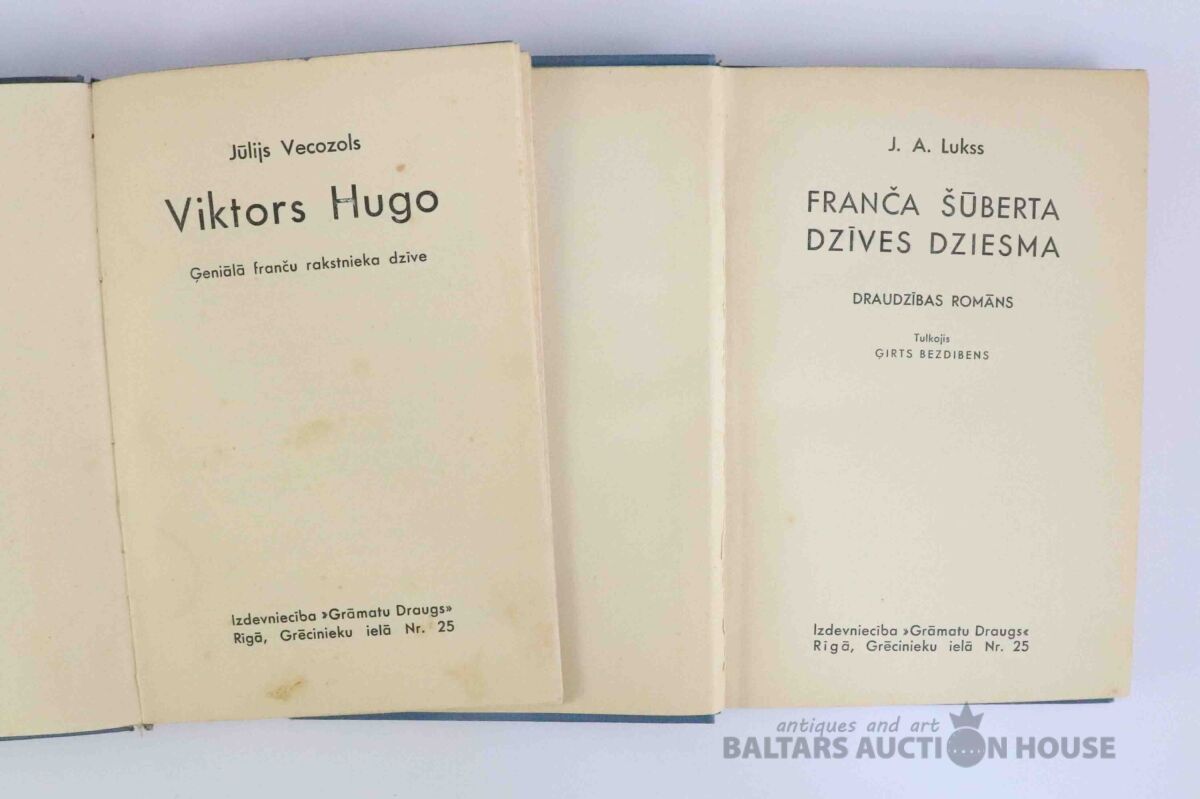 Jūlijs Vecozols
Viktors Hugo
Ģeniālā franču rakstnieka dzīve
Izdevniecība »Grāmatu Draugs»
Rīgā, Grēcinieku ielā Nr. 25
J. A. Lukss
FRANČA ŠŪBERTA
DZĪVES DZIESMA
DRAUDZĪBAS ROMĀNS
Tulkojis
ĢIRTS BEZDIBENS
Izdevniecība »Grāmatu Draugs«
Rīgā, Grēcinieku ielā Nr. 25
antiques and art
BALTARS AUCTION HOUSE